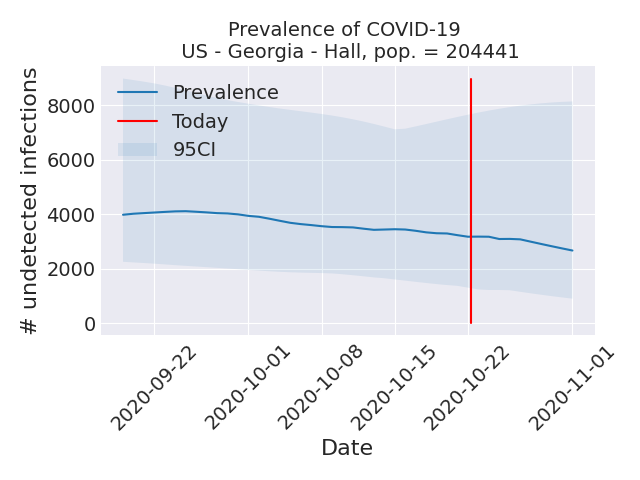 Prevalence of COVID-19
US - Georgia - Hall, pop. = 204441
# undetected infections
8000
6000
4000
2000
0
Prevalence
Today
95CI
2020-09-22
2020-10-01
2020-10-08
2020-10-15
2020-10-22
2020-11-01
Date